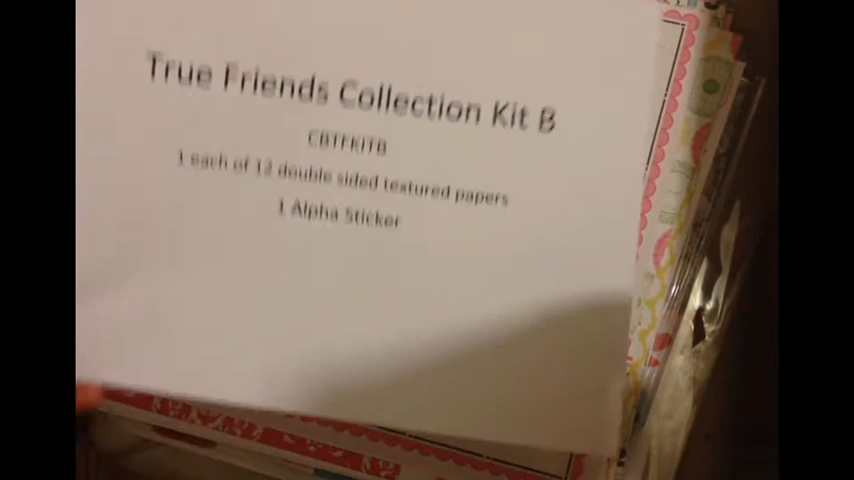 True Friends Collection Kit B
CBTFKITB
1 each of 12 double sided textured papers
1 Alpha Sticker